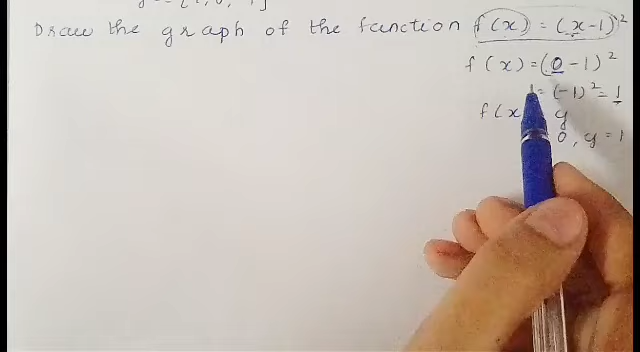 Draw the graph of the function f(x) = (x-1)²
f(x) = (0-1)²
= (-1)² = 1
f(x y
0, y = 1